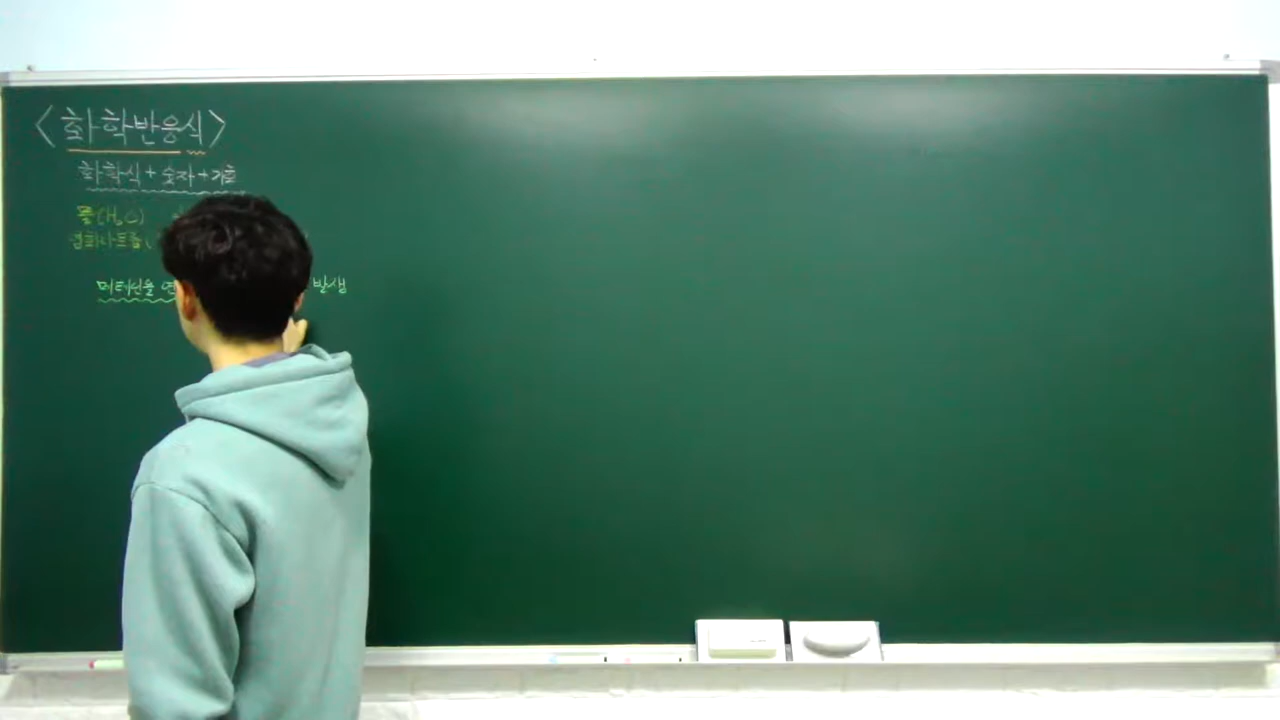 <화학반응식>
화학식+숫자+기호
물(H₂O)
염화나트륨(
메테인을 연 발생